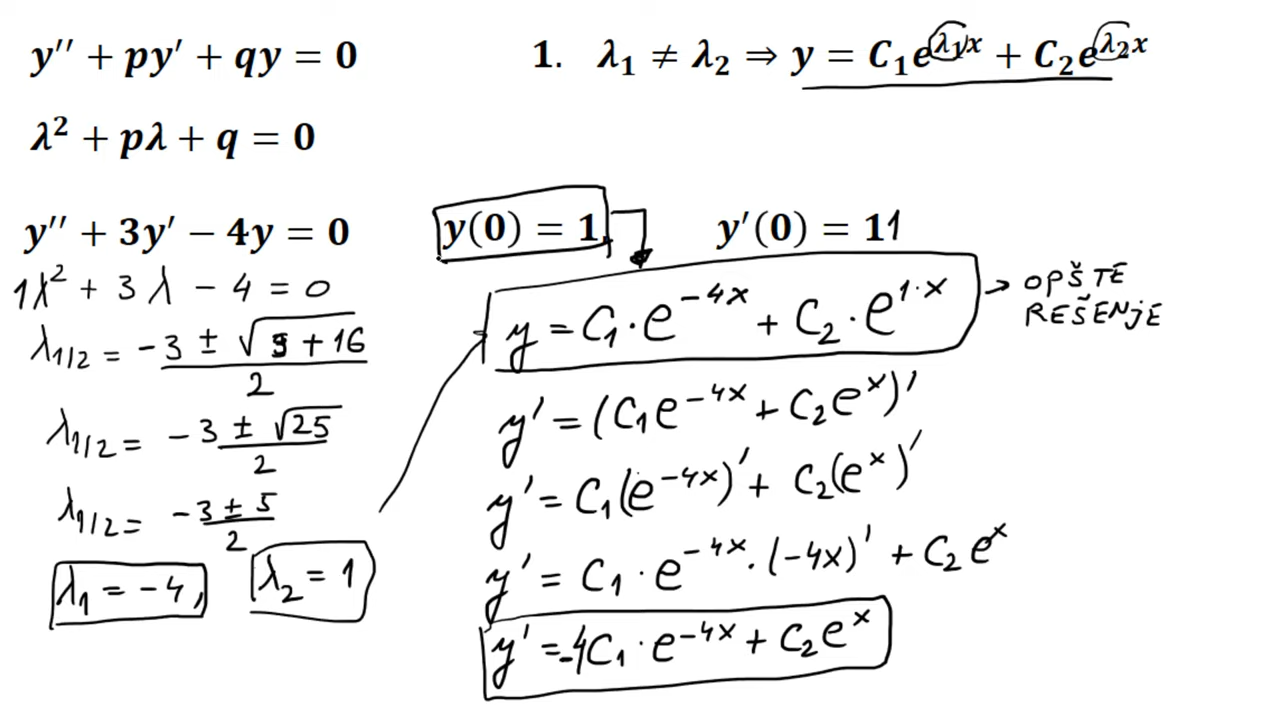 y'' + py' + qy = 0
1. λ₁ ≠ λ₂ ⇒ y = C₁e^{λ₁x} + C₂e^{λ₂x}
λ² + pλ + q = 0
y'' + 3y' − 4y = 0
y(0) = 1, y'(0) = 11
1λ² + 3λ − 4 = 0
λ1/2 = (−3 ± √(9 + 16))/2
λ1/2 = (−3 ± √25)/2
λ1/2 = (−3 ± 5)/2
λ₁ = −4, λ₂ = 1
y = C₁·e^{−4x} + C₂·e^{1·x}
→ OPŠTE
REŠENJE
y' = (C₁e^{−4x} + C₂e^{x})'
y' = C₁(e^{−4x})' + C₂(e^{x})'
y' = C₁·e^{−4x}·(−4x)' + C₂e^{x}
y' = −4C₁·e^{−4x} + C₂e^{x}